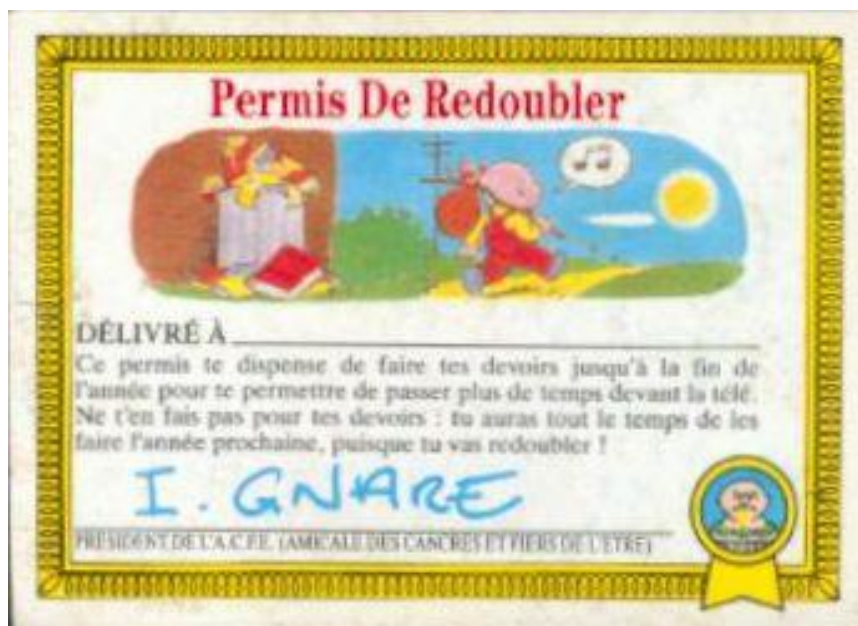 Permis De Redoubler
DÉLIVRÉ À
Ce permis te dispense de faire tes devoirs jusqu'à la fin de
l'année pour te permettre de passer plus de temps devant la télé.
Ne t'en fais pas pour tes devoirs : tu auras tout le temps de les
faire l'année prochaine, puisque tu vas redoubler !
I. GNARE
PRÉSIDENT DE L'A.C.F.E. (AMICALE DES CANCRES ET FIERS DE L'ETRE)